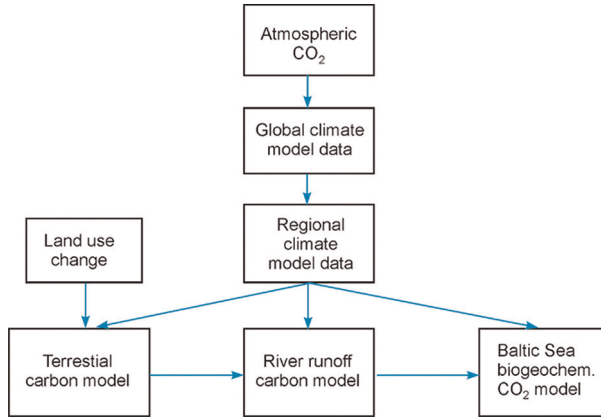 Atmospheric
CO₂
Global climate
model data
Regional
climate
model data
Land use
change
Terrestial
carbon model
River runoff
carbon model
Baltic Sea
biogeochem.
CO₂ model